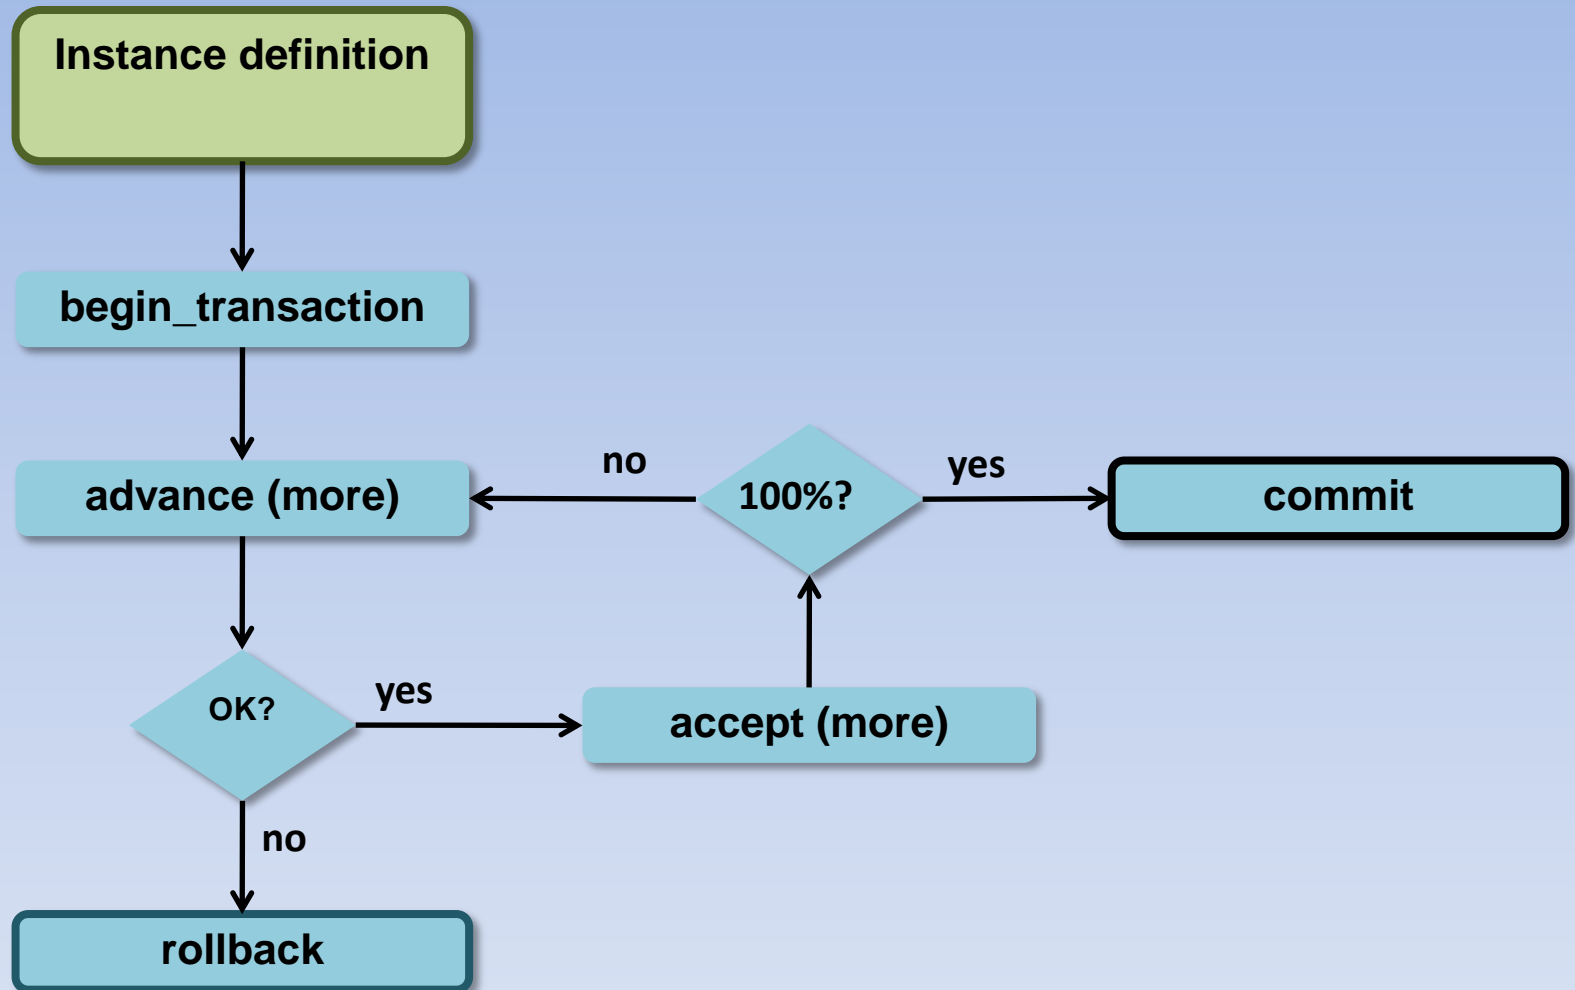 Instance definition
begin_transaction
advance (more)
no
100%?
yes
commit
OK?
yes
accept (more)
no
rollback